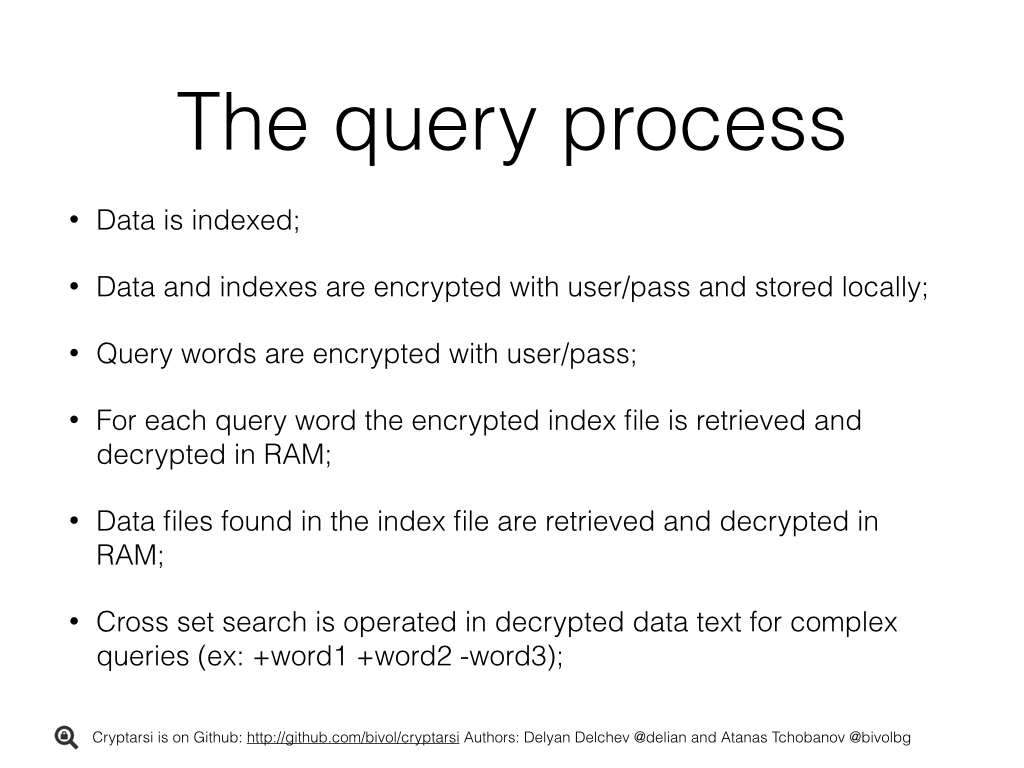 The query process
• Data is indexed;
• Data and indexes are encrypted with user/pass and stored locally;
• Query words are encrypted with user/pass;
• For each query word the encrypted index file is retrieved and
decrypted in RAM;
• Data files found in the index file are retrieved and decrypted in
RAM;
• Cross set search is operated in decrypted data text for complex
queries (ex: +word1 +word2 -word3);
Cryptarsi is on Github: http://github.com/bivol/cryptarsi Authors: Delyan Delchev @delian and Atanas Tchobanov @bivolbg